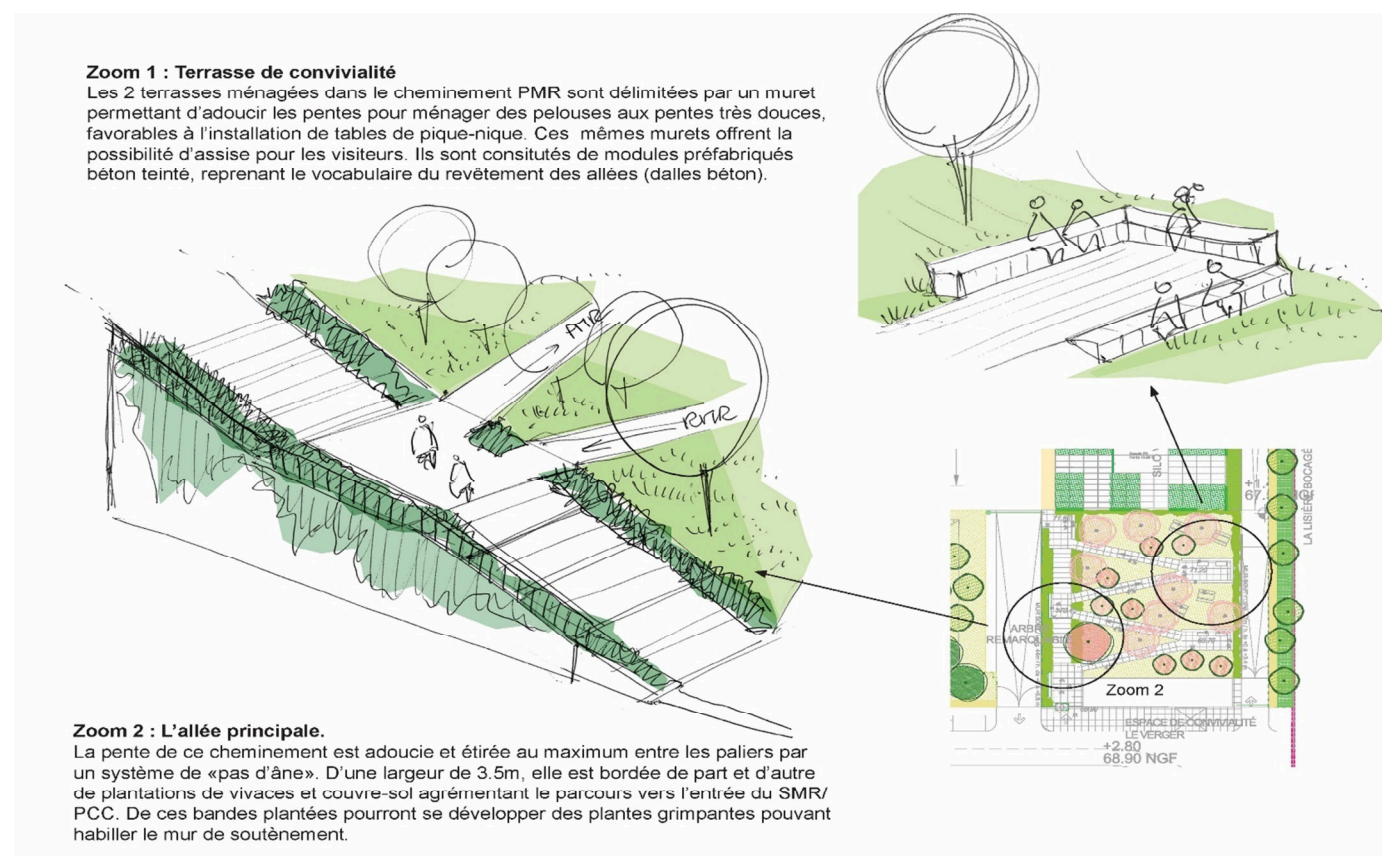 Zoom 1 : Terrasse de convivialité
Les 2 terrasses ménagées dans le cheminement PMR sont délimitées par un muret
permettant d’adoucir les pentes pour ménager des pelouses aux pentes très douces,
favorables à l’installation de tables de pique-nique. Ces mêmes murets offrent la
possibilité d’assise pour les visiteurs. Ils sont consitutés de modules préfabriqués
béton teinté, reprenant le vocabulaire du revêtement des allées (dalles béton).
PMR
SILO
LA LISIÈRE BOCAGÈ
ARBR
REMARQUABLE
Zoom 2
ESPACE DE CONVIVIALITÉ
LE VERGER
+2.80
68.90 NGF
Zoom 2 : L’allée principale.
La pente de ce cheminement est adoucie et étirée au maximum entre les paliers par
un système de «pas d’âne». D’une largeur de 3.5m, elle est bordée de part et d’autre
de plantations de vivaces et couvre-sol agrémentant le parcours vers l’entrée du SMR/
PCC. De ces bandes plantées pourront se développer des plantes grimpantes pouvant
habiller le mur de soutènement.